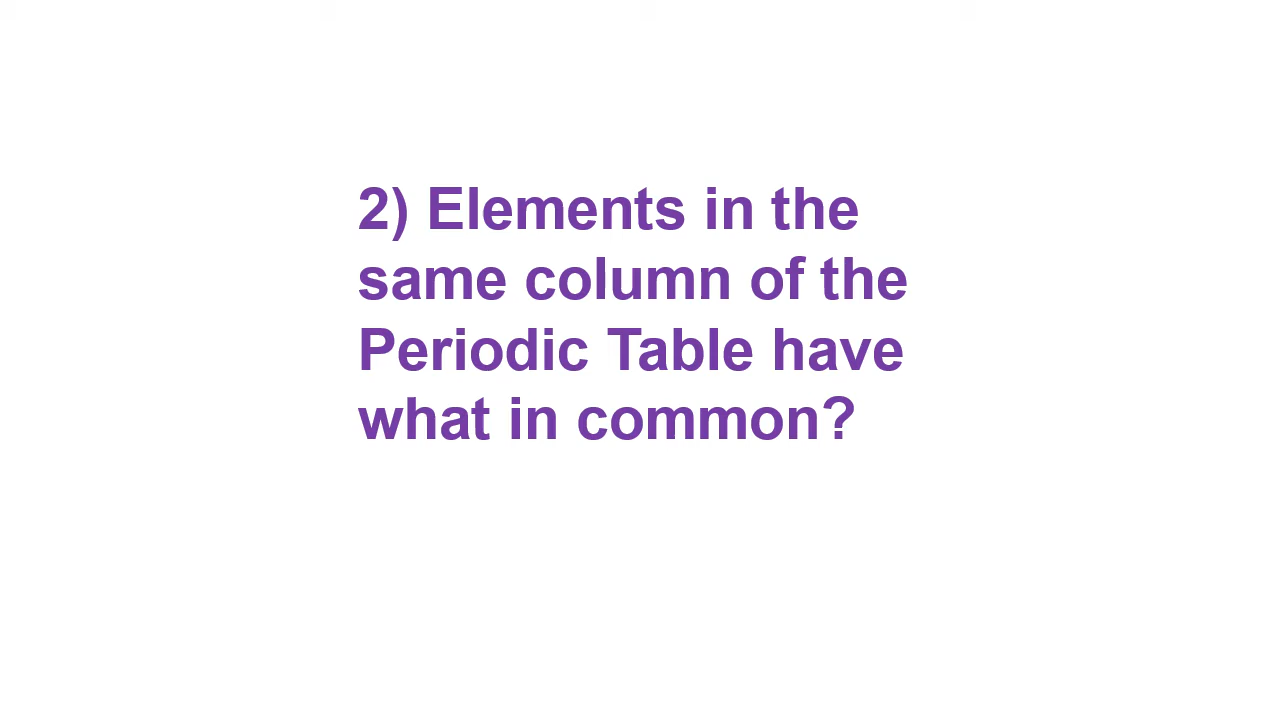 2) Elements in the
same column of the
Periodic Table have
what in common?